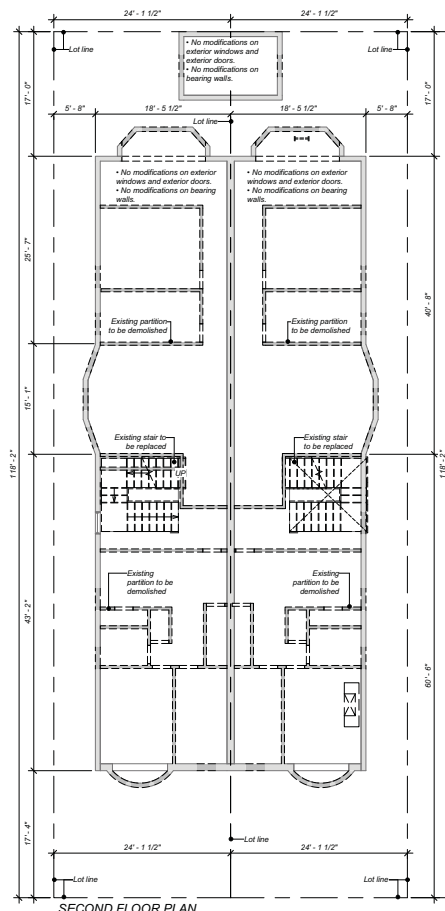 24' - 1 1/2"
24' - 1 1/2"
Lot line
Lot line
• No modifications on
exterior windows and
exterior doors.
• No modifications on
bearing walls.
17' - 0"
17' - 0"
5' - 8"
18' - 5 1/2"
18' - 5 1/2"
5' - 8"
Lot line
• No modifications on exterior
windows and exterior doors.
• No modifications on bearing
walls.
• No modifications on exterior
windows and exterior doors.
• No modifications on bearing
walls.
25' - 7"
40' - 8"
Existing partition
to be demolished
Existing partition
to be demolished
15' - 1"
118' - 2"
118' - 2"
Existing stair to
be replaced
UP
Existing stair
to be replaced
Existing
partition to be
demolished
Existing
partition to be
demolished
43' - 2"
60' - 6"
17' - 4"
Lot line
24' - 1 1/2"
24' - 1 1/2"
Lot line
Lot line
SECOND FLOOR PLAN